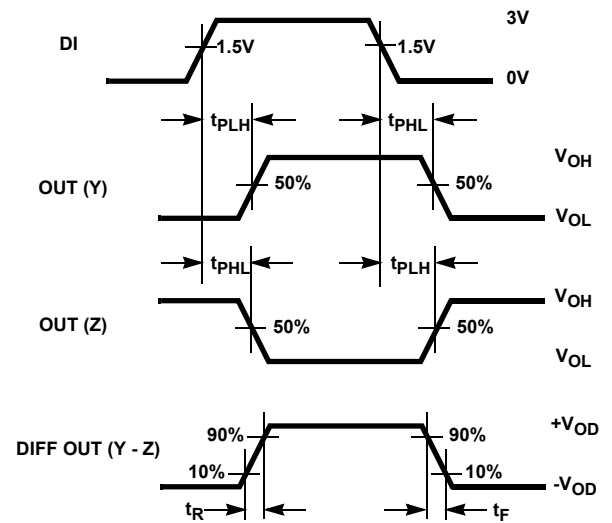 3V
DI
1.5V
1.5V
0V
tPLH
tPHL
VOH
OUT (Y)
50%
50%
VOL
tPHL
tPLH
VOH
OUT (Z)
50%
50%
VOL
+VOD
DIFF OUT (Y - Z)
90%
90%
10%
10%
-VOD
tR
tF